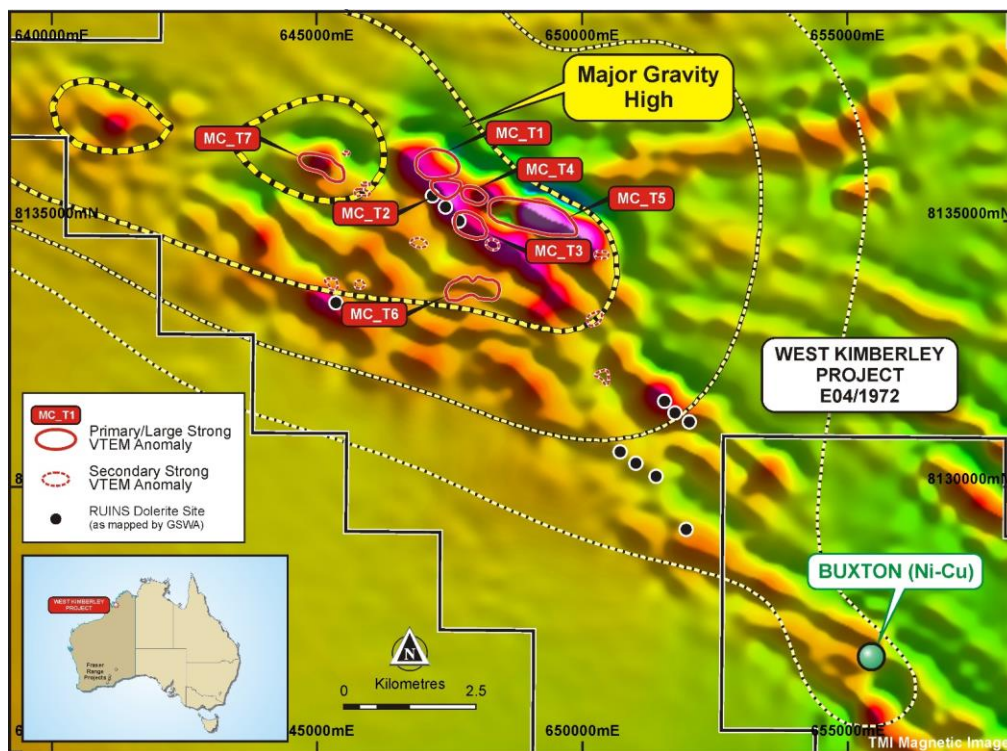 640000mE
645000mE
650000mE
655000mE
Major Gravity
High
MC_T1
MC_T7
MC_T4
MC_T2
MC_T5
8135000mN
8135000mN
MC_T3
MC_T6
WEST KIMBERLEY
PROJECT
E04/1972
MC_T1
Primary/Large Strong
VTEM Anomaly
Secondary Strong
VTEM Anomaly
RUINS Dolerite Site
(as mapped by GSWA)
8130000mN
BUXTON (Ni-Cu)
WEST KIMBERLEY
PROJECT
Fraser
Range
Projects
N
Kilometres
0
2.5
645000mE
650000mE
655000mE
TMI Magnetic Image